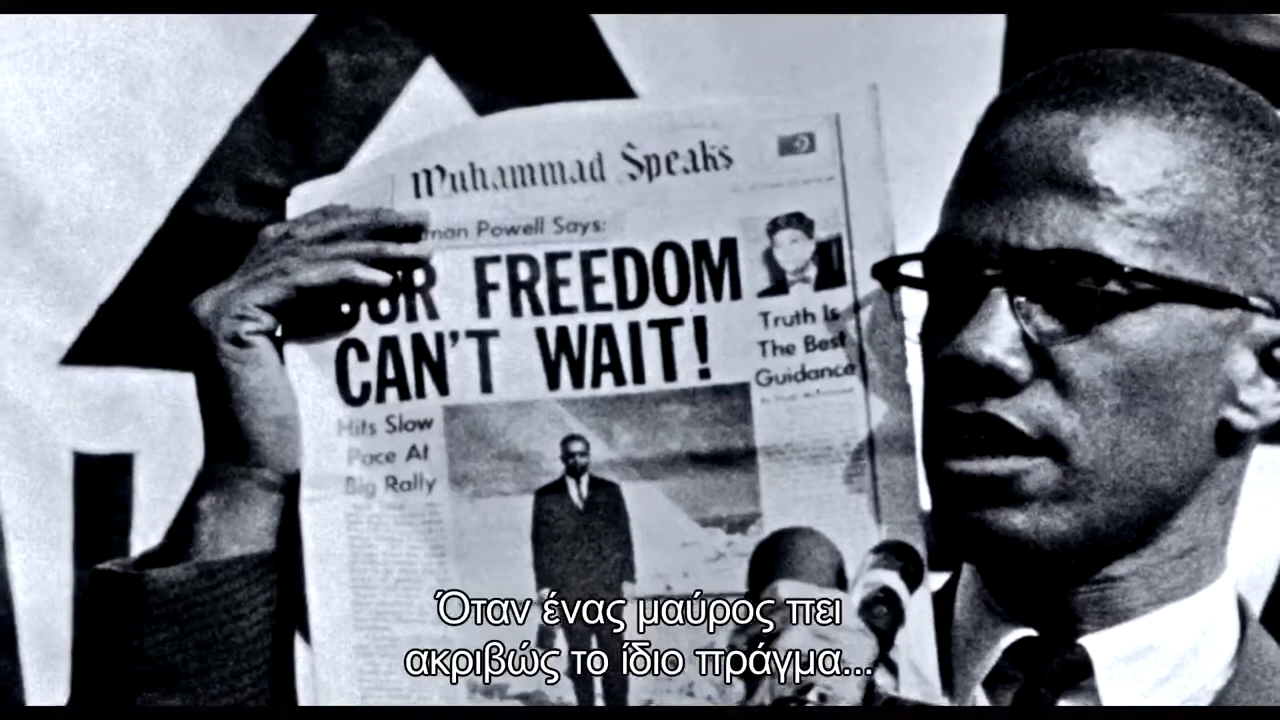 Muhammad Speaks
Powell Says:
OUR FREEDOM
CAN'T WAIT!
Truth Is
The Best
Guidance
Hits Slow
Pace At
Big Rally
Όταν ένας μαύρος πει
ακριβώς το ίδιο πράγμα...